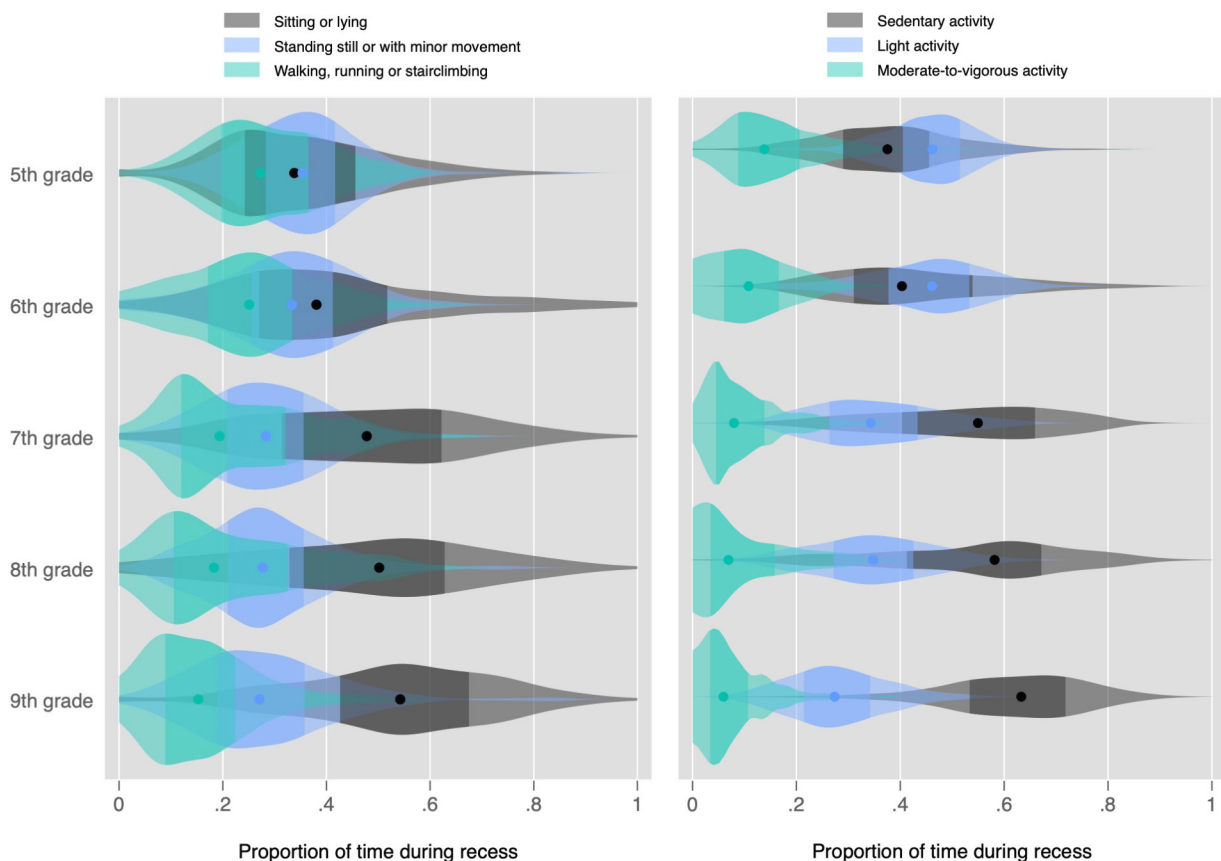 Sitting or lying
Standing still or with minor movement
Walking, running or stairclimbing
Sedentary activity
Light activity
Moderate-to-vigorous activity
5th grade
6th grade
7th grade
8th grade
9th grade
0 .2 .4 .6 .8 1
0 .2 .4 .6 .8 1
Proportion of time during recess
Proportion of time during recess